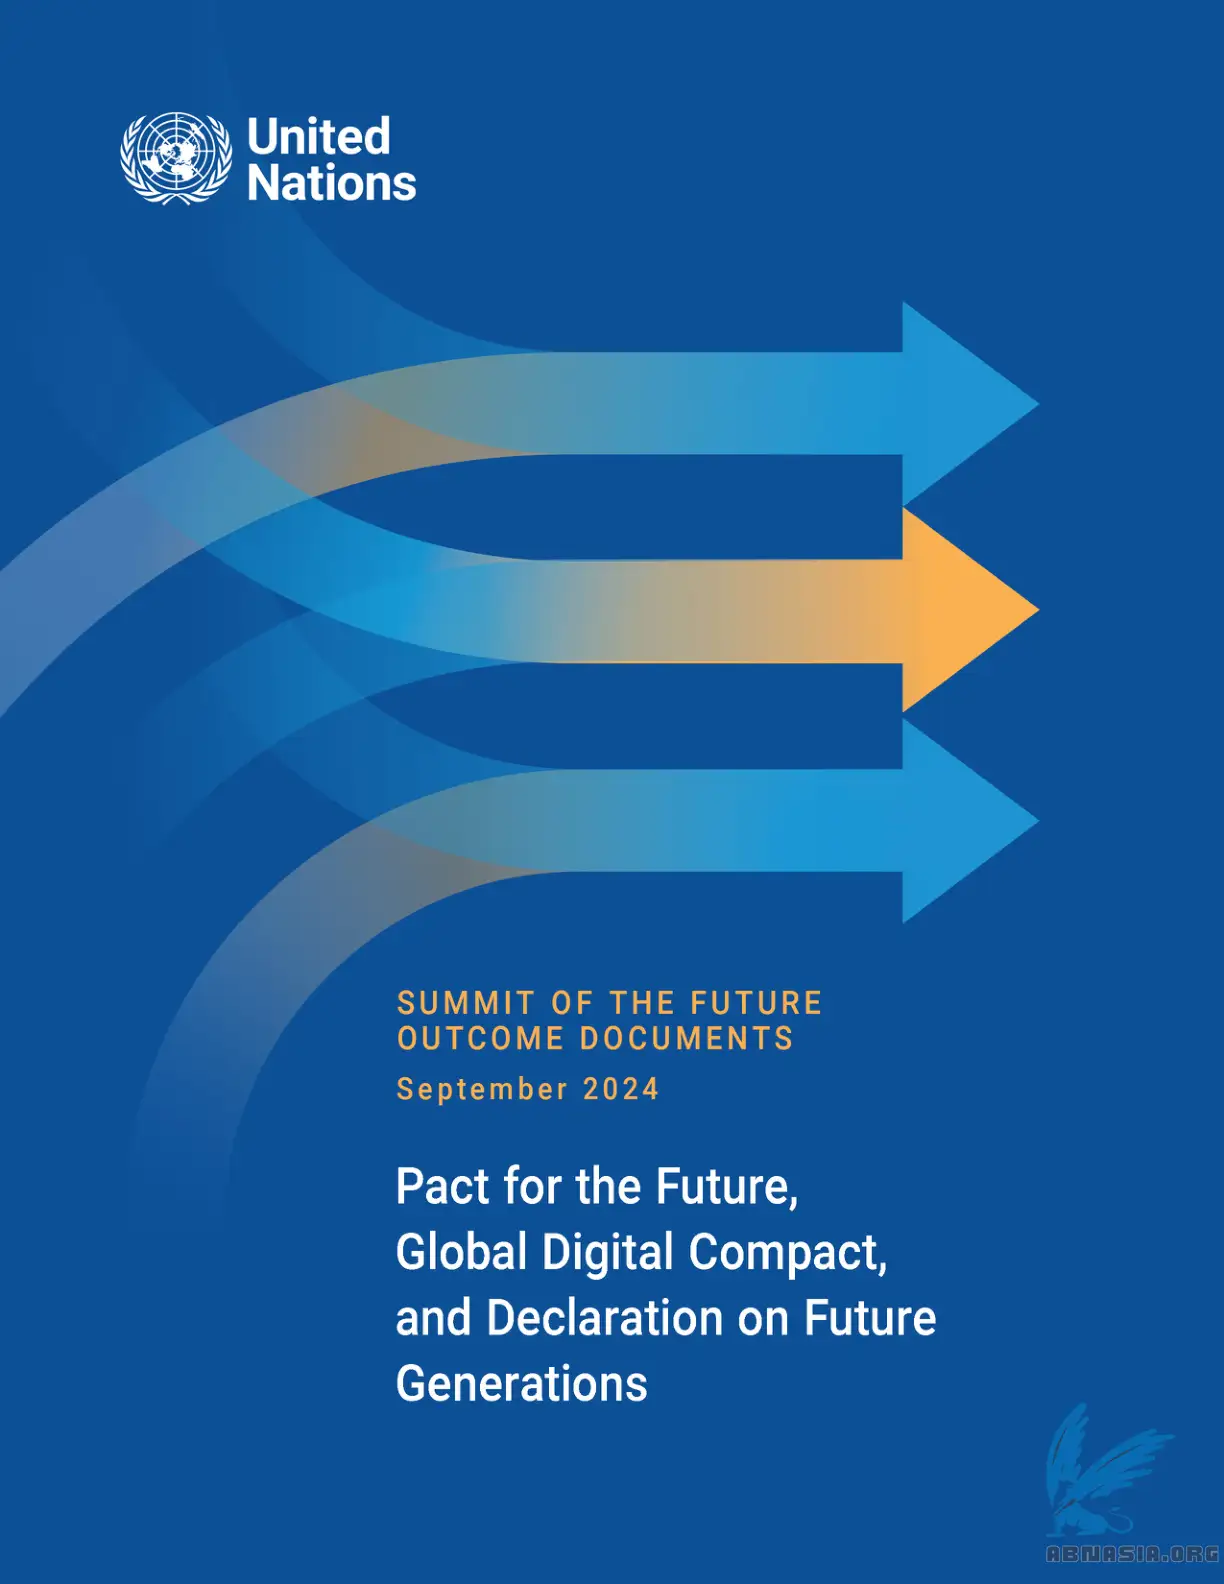 United
Nations
SUMMIT OF THE FUTURE
OUTCOME DOCUMENTS
September 2024
Pact for the Future,
Global Digital Compact,
and Declaration on Future
Generations
ABNASIA.ORG